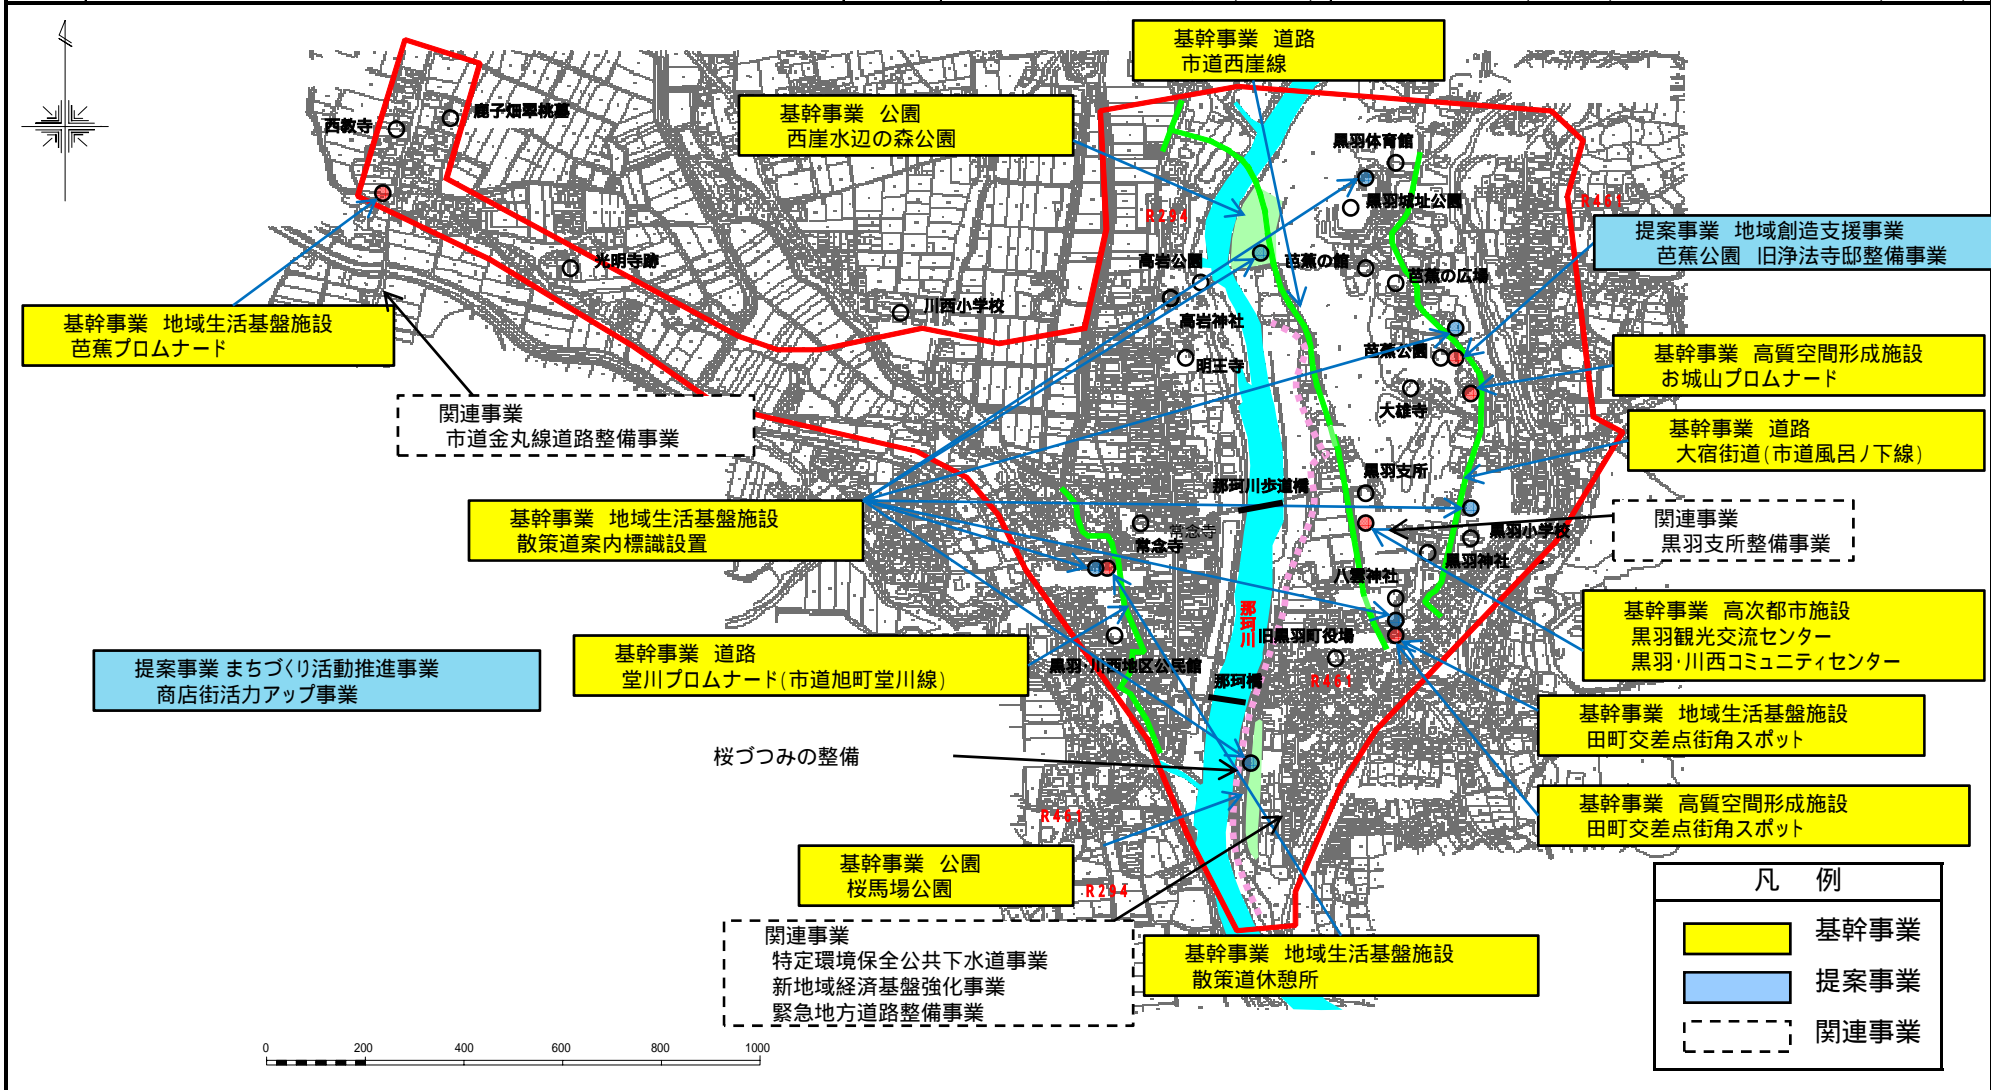 基幹事業 道路
市道西崖線
基幹事業 公園
西崖水辺の森公園
西教寺
鹿子畑翠桃墓
黒羽体育館
黒羽城址公園
R294
R461
提案事業 地域創造支援事業
芭蕉公園 旧浄法寺邸整備事業
光明寺跡
高岩公園
芭蕉の館
芭蕉の広場
川西小学校
高岩神社
基幹事業 地域生活基盤施設
芭蕉プロムナード
明王寺
芭蕉公園
基幹事業 高質空間形成施設
お城山プロムナード
大雄寺
関連事業
市道金丸線道路整備事業
基幹事業 道路
大宿街道(市道風呂ノ下線)
黒羽支所
那珂川歩道橋
基幹事業 地域生活基盤施設
散策道案内標識設置
常念寺
常念寺
黒羽小学校
黒羽神社
関連事業
黒羽支所整備事業
八雲神社
那珂川
旧黒羽町役場
基幹事業 高次都市施設
黒羽観光交流センター
黒羽・川西コミュニティセンター
基幹事業 道路
堂川プロムナード(市道旭町堂川線)
黒羽・川西地区公民館
那珂橋
R461
提案事業 まちづくり活動推進事業
商店街活力アップ事業
基幹事業 地域生活基盤施設
田町交差点街角スポット
桜づつみの整備
R461
基幹事業 高質空間形成施設
田町交差点街角スポット
基幹事業 公園
桜馬場公園
R294
関連事業
特定環境保全公共下水道事業
新地域経済基盤強化事業
緊急地方道路整備事業
基幹事業 地域生活基盤施設
散策道休憩所
凡 例
基幹事業
提案事業
関連事業
0 200 400 600 800 1000